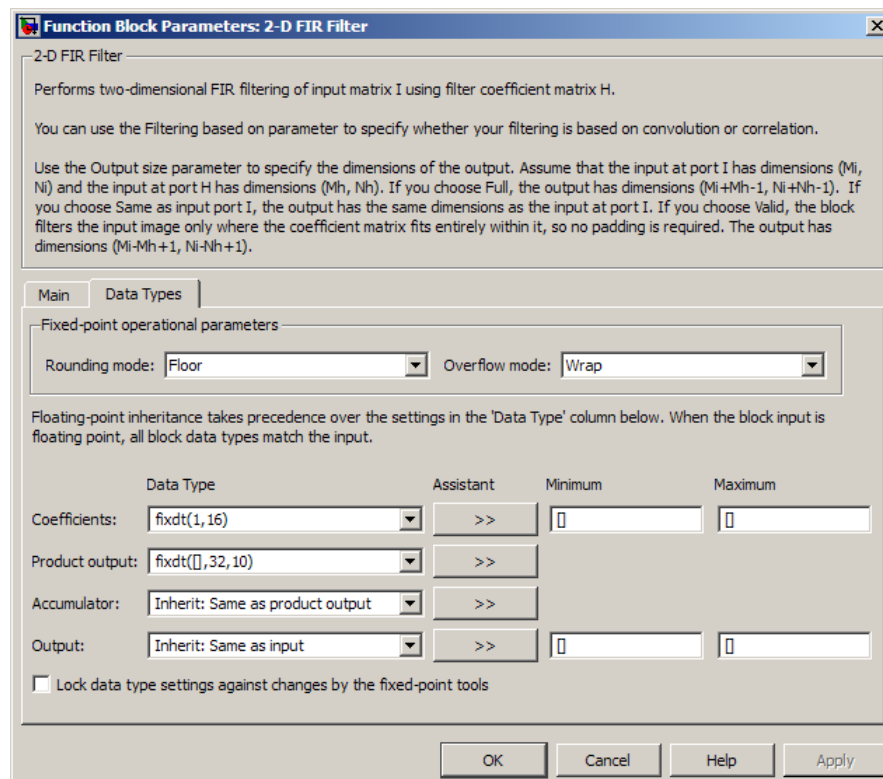 Function Block Parameters: 2-D FIR Filter
2-D FIR Filter
Performs two-dimensional FIR filtering of input matrix I using filter coefficient matrix H.
You can use the Filtering based on parameter to specify whether your filtering is based on convolution or correlation.
Use the Output size parameter to specify the dimensions of the output. Assume that the input at port I has dimensions (Mi,
Ni) and the input at port H has dimensions (Mh, Nh). If you choose Full, the output has dimensions (Mi+Mh-1, Ni+Nh-1). If
you choose Same as input port I, the output has the same dimensions as the input at port I. If you choose Valid, the block
filters the input image only where the coefficient matrix fits entirely within it, so no padding is required. The output has
dimensions (Mi-Mh+1, Ni-Nh+1).
Main Data Types
Fixed-point operational parameters
Rounding mode: Floor Overflow mode: Wrap
Floating-point inheritance takes precedence over the settings in the 'Data Type' column below. When the block input is
floating point, all block data types match the input.
Data Type Assistant Minimum Maximum
Coefficients: fixdt(1,16) >> [] []
Product output: fixdt([],32,10) >>
Accumulator: Inherit: Same as product output >>
Output: Inherit: Same as input >> [] []
Lock data type settings against changes by the fixed-point tools
OK Cancel Help Apply